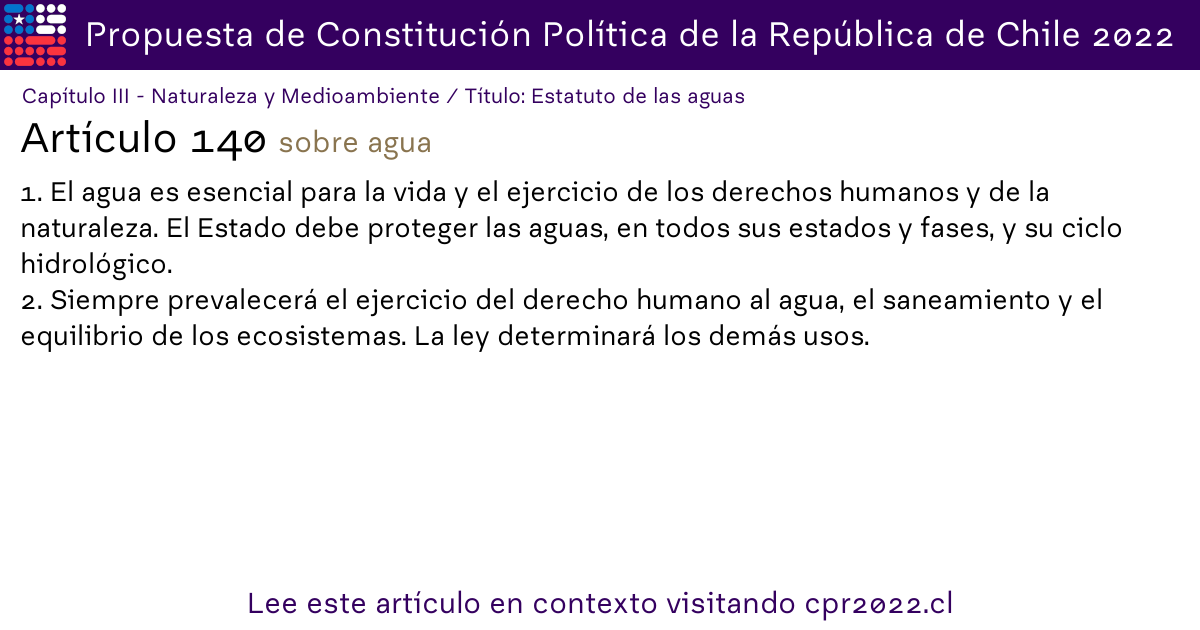 Propuesta de Constitución Política de la República de Chile 2022
Capítulo III - Naturaleza y Medioambiente / Título: Estatuto de las aguas
Artículo 140 sobre agua
1. El agua es esencial para la vida y el ejercicio de los derechos humanos y de la
naturaleza. El Estado debe proteger las aguas, en todos sus estados y fases, y su ciclo
hidrológico.
2. Siempre prevalecerá el ejercicio del derecho humano al agua, el saneamiento y el
equilibrio de los ecosistemas. La ley determinará los demás usos.
Lee este artículo en contexto visitando cpr2022.cl